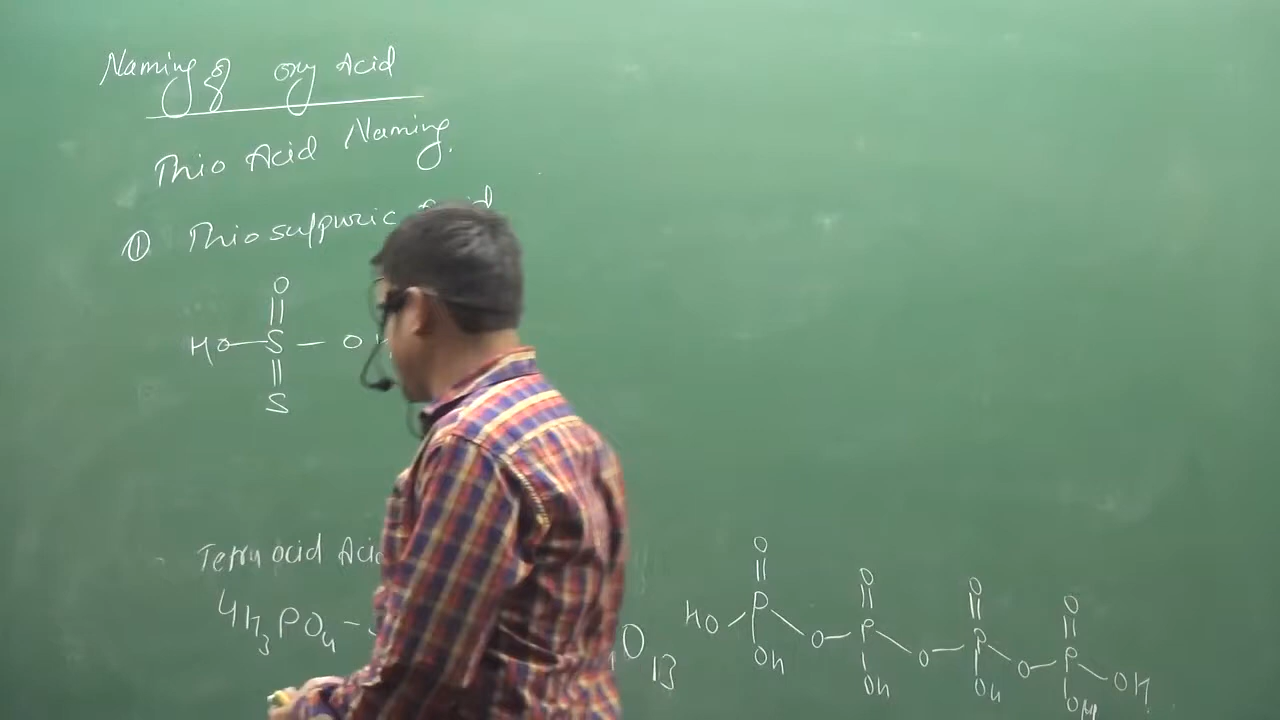 Naming of oxy Acid
Thio Acid Naming.
① Thiosulpuric
O
||
HO—S — O
||
S
Tetra acid Aci
4H₃PO₄ –
O₁₃
O O O O
|| || || ||
HO P O P O P O P OH
OH OH OH OH